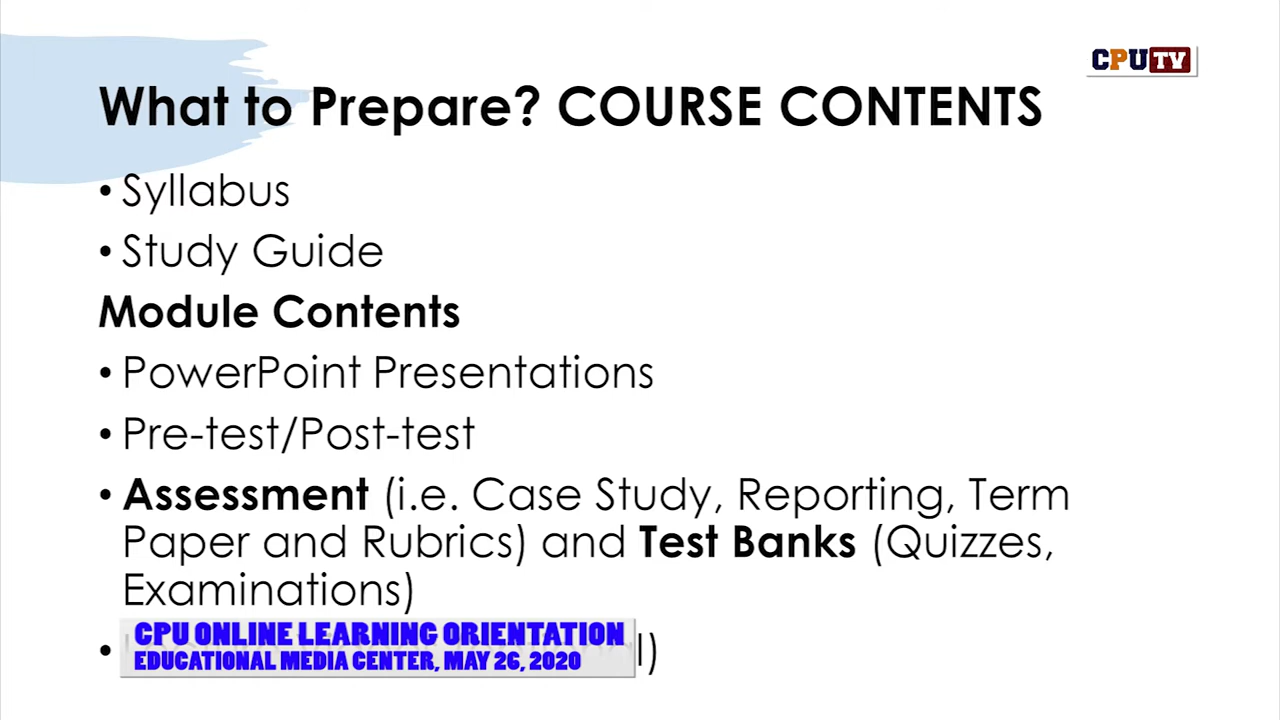 CPUTV
What to Prepare? COURSE CONTENTS
• Syllabus
• Study Guide
Module Contents
• PowerPoint Presentations
• Pre-test/Post-test
• Assessment (i.e. Case Study, Reporting, Term
Paper and Rubrics) and Test Banks (Quizzes,
Examinations)
CPU ONLINE LEARNING ORIENTATION
EDUCATIONAL MEDIA CENTER, MAY 26, 2020